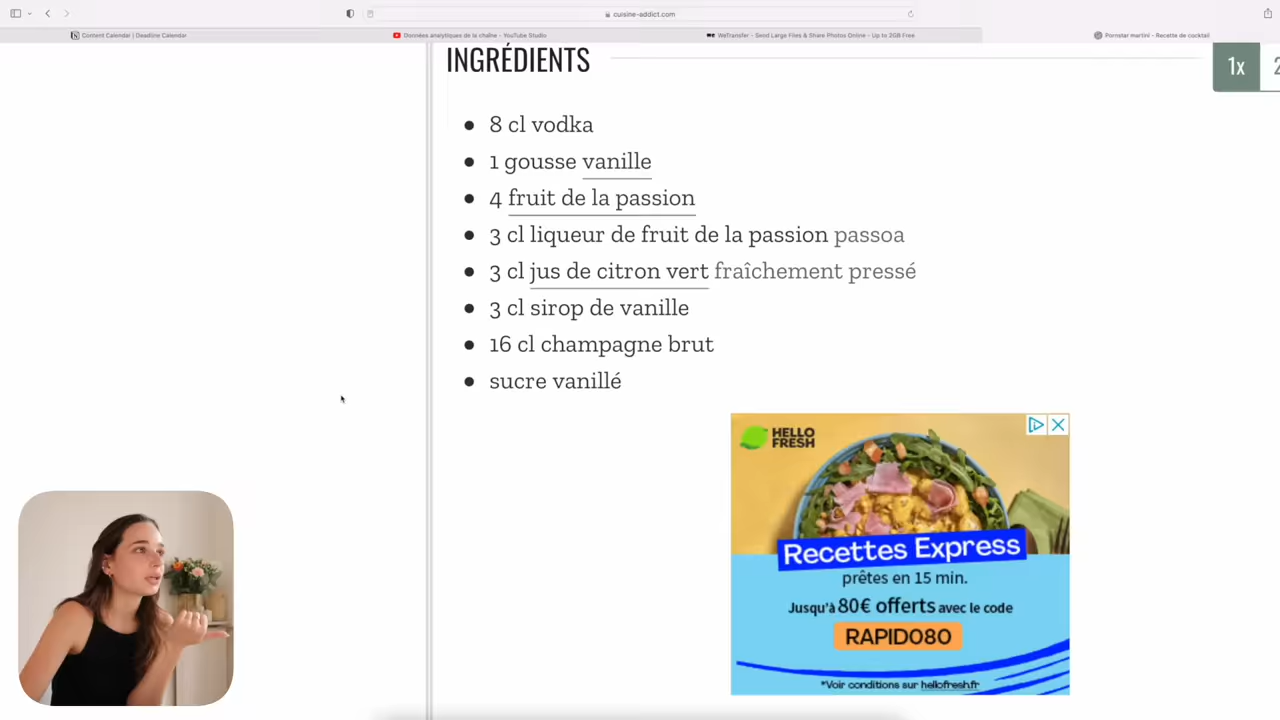 cuisine-addict.com
Content Calendar | Deadline Calendar
Données analytiques de la chaîne - YouTube Studio
WeTransfer - Send Large Files & Share Photos Online - Up to 2GB Free
Pornstar martini - Recette de cocktail
INGRÉDIENTS
1x
2
8 cl vodka
1 gousse vanille
4 fruit de la passion
3 cl liqueur de fruit de la passion passoa
3 cl jus de citron vert fraîchement pressé
3 cl sirop de vanille
16 cl champagne brut
sucre vanillé
HELLO
FRESH
Recettes Express
prêtes en 15 min.
Jusqu'à 80€ offerts avec le code
RAPIDO80
*Voir conditions sur hellofresh.fr